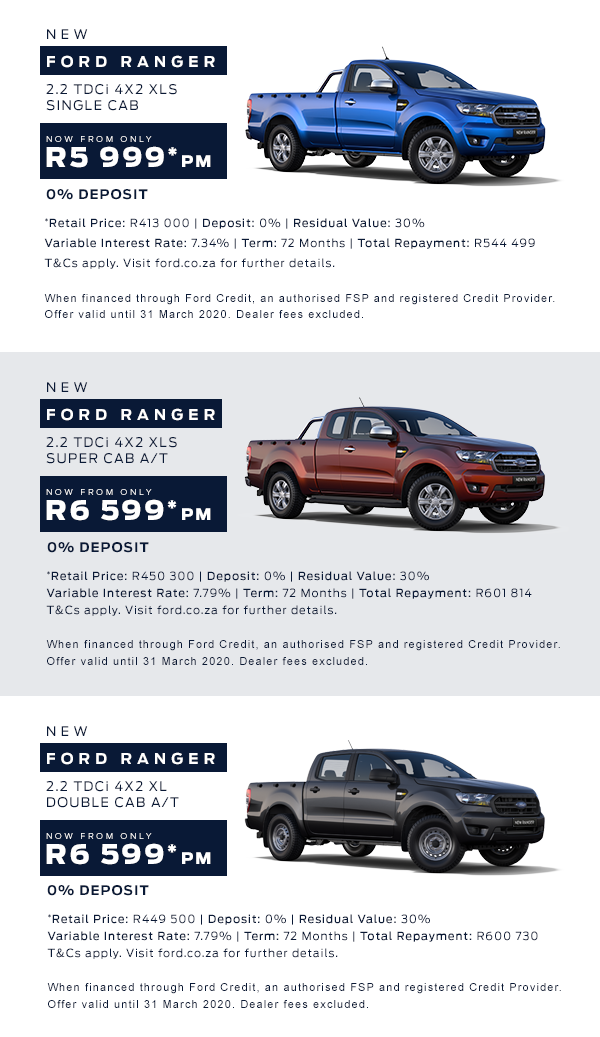 NEW
FORD RANGER
2.2 TDCi 4X2 XLS
SINGLE CAB
NOW FROM ONLY
R5 999* PM
0% DEPOSIT
*Retail Price: R413 000 | Deposit: 0% | Residual Value: 30%
Variable Interest Rate: 7.34% | Term: 72 Months | Total Repayment: R544 499
T&Cs apply. Visit ford.co.za for further details.
When financed through Ford Credit, an authorised FSP and registered Credit Provider.
Offer valid until 31 March 2020. Dealer fees excluded.
NEW RANGER
NEW
FORD RANGER
2.2 TDCi 4X2 XLS
SUPER CAB A/T
NOW FROM ONLY
R6 599* PM
0% DEPOSIT
*Retail Price: R450 300 | Deposit: 0% | Residual Value: 30%
Variable Interest Rate: 7.79% | Term: 72 Months | Total Repayment: R601 814
T&Cs apply. Visit ford.co.za for further details.
When financed through Ford Credit, an authorised FSP and registered Credit Provider.
Offer valid until 31 March 2020. Dealer fees excluded.
NEW RANGER
NEW
FORD RANGER
2.2 TDCi 4X2 XL
DOUBLE CAB A/T
NOW FROM ONLY
R6 599* PM
0% DEPOSIT
*Retail Price: R449 500 | Deposit: 0% | Residual Value: 30%
Variable Interest Rate: 7.79% | Term: 72 Months | Total Repayment: R600 730
T&Cs apply. Visit ford.co.za for further details.
When financed through Ford Credit, an authorised FSP and registered Credit Provider.
Offer valid until 31 March 2020. Dealer fees excluded.
NEW RANGER